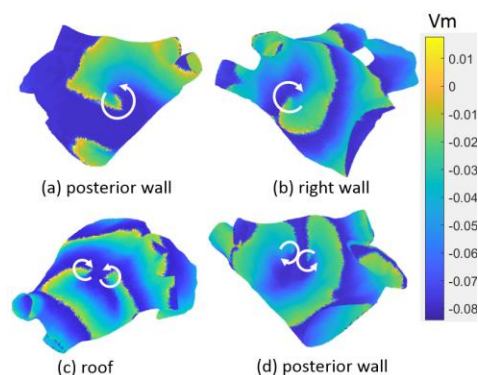 Vm
0.01
0
-0.01
-0.02
-0.03
-0.04
-0.05
-0.06
-0.07
-0.08
(a) posterior wall
(b) right wall
(c) roof
(d) posterior wall